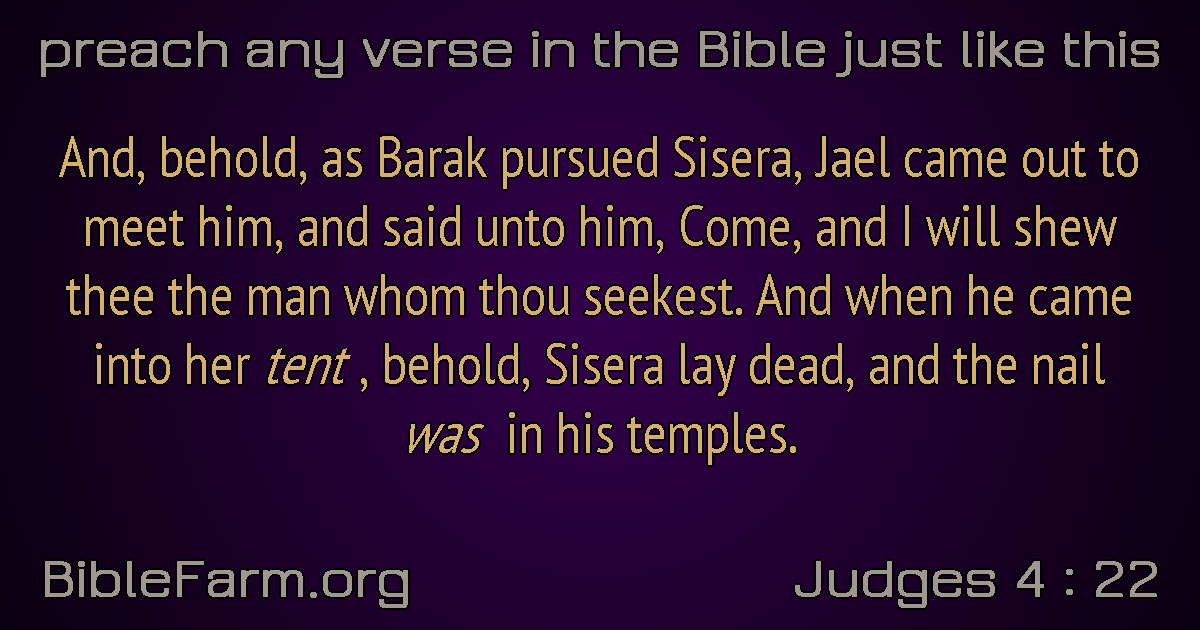 preach any verse in the Bible just like this
And, behold, as Barak pursued Sisera, Jael came out to
meet him, and said unto him, Come, and I will shew
thee the man whom thou seekest. And when he came
into her tent , behold, Sisera lay dead, and the nail
was in his temples.
BibleFarm.org
Judges 4 : 22